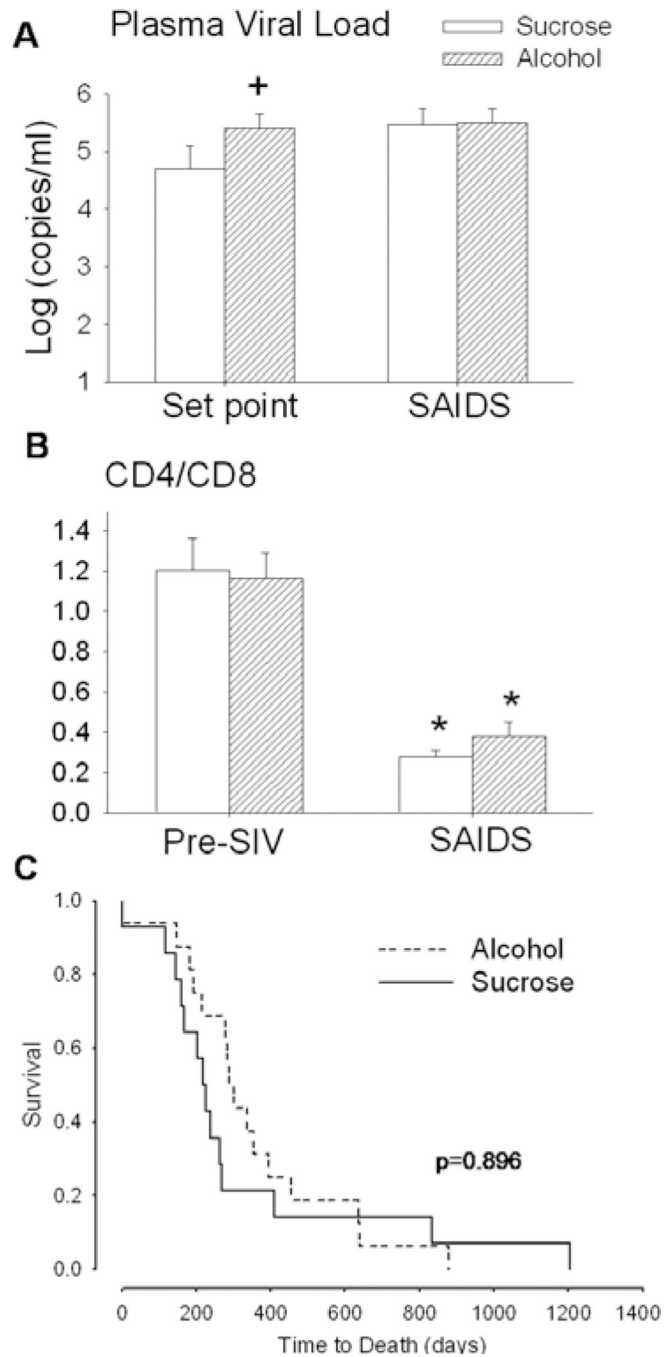 A Plasma Viral Load
Sucrose
Alcohol
Log (copies/ml)
6
5
4
3
2
1
+
Set point SAIDS
B
CD4/CD8
1.4
1.2
1.0
0.8
0.6
0.4
0.2
0.0
* *
Pre-SIV SAIDS
C
Survival
1.0
0.8
0.6
0.4
0.2
0.0
Alcohol
Sucrose
p=0.896
0 200 400 600 800 1000 1200 1400
Time to Death (days)